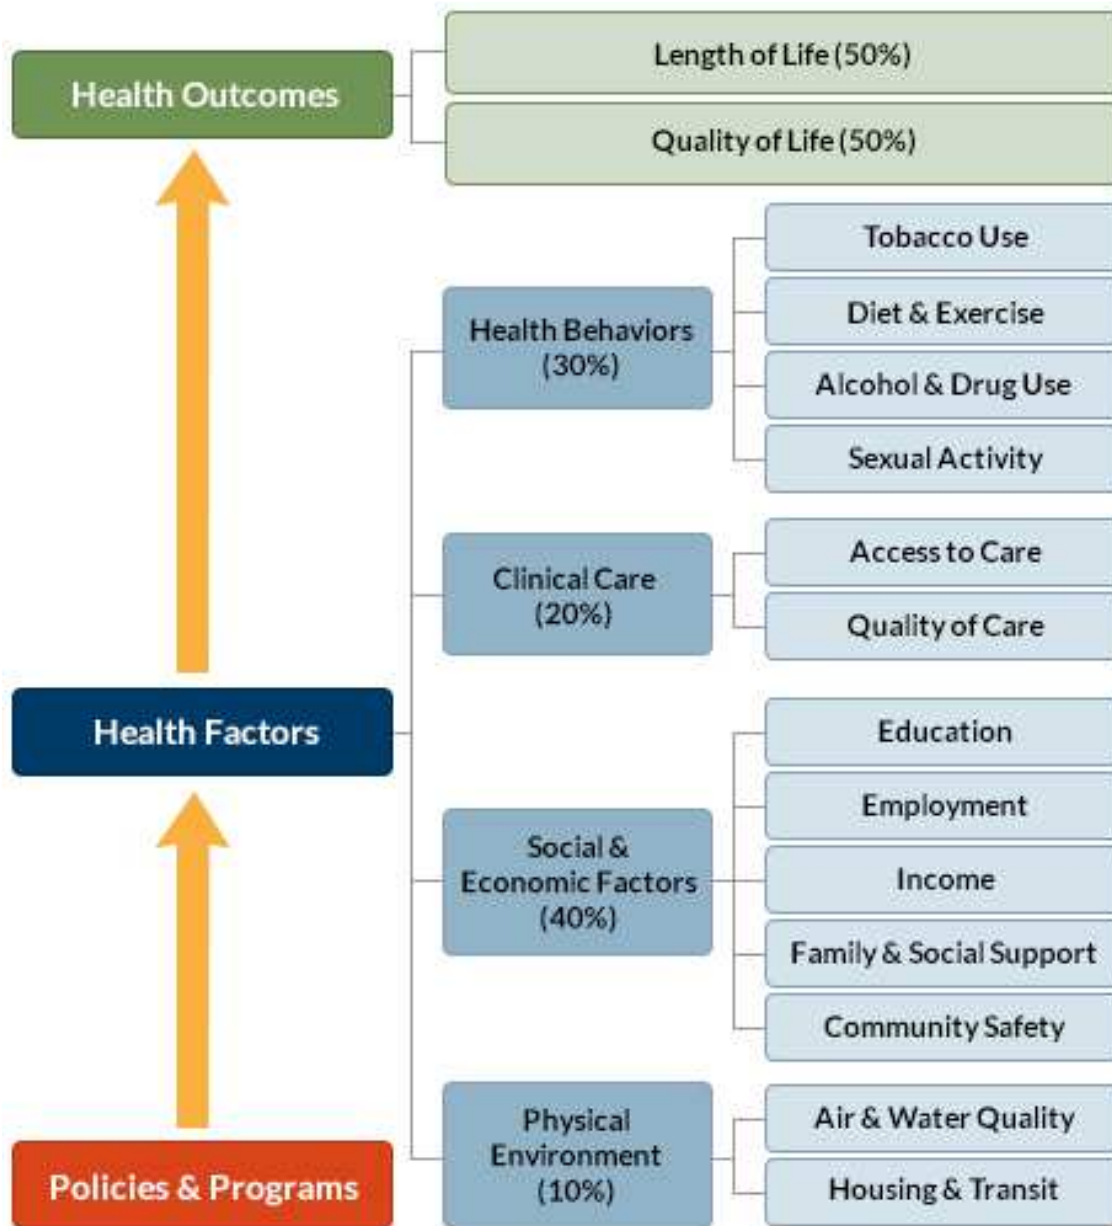 Health Outcomes
Length of Life (50%)
Quality of Life (50%)
Health Factors
Health Behaviors
(30%)
Tobacco Use
Diet & Exercise
Alcohol & Drug Use
Sexual Activity
Clinical Care
(20%)
Access to Care
Quality of Care
Social &
Economic Factors
(40%)
Education
Employment
Income
Family & Social Support
Community Safety
Physical
Environment
(10%)
Air & Water Quality
Housing & Transit
Policies & Programs